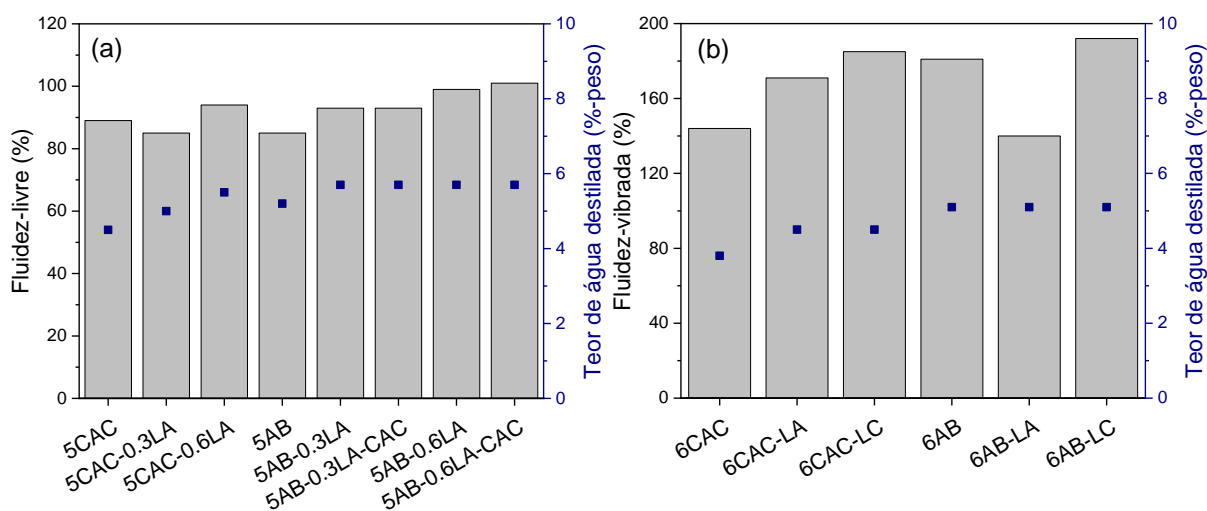 (a)
Fluidez-livre (%)
120
100
80
60
40
20
0
10
8
6
4
2
0
Teor de água destilada (%-peso)
5CAC
5CAC-0.3LA
5CAC-0.6LA
5AB
5AB-0.3LA
5AB-0.3LA-CAC
5AB-0.6LA
5AB-0.6LA-CAC
(b)
Fluidez-vibrada (%)
200
160
120
80
40
0
10
8
6
4
2
0
Teor de água destilada (%-peso)
6CAC
6CAC-LA
6CAC-LC
6AB
6AB-LA
6AB-LC